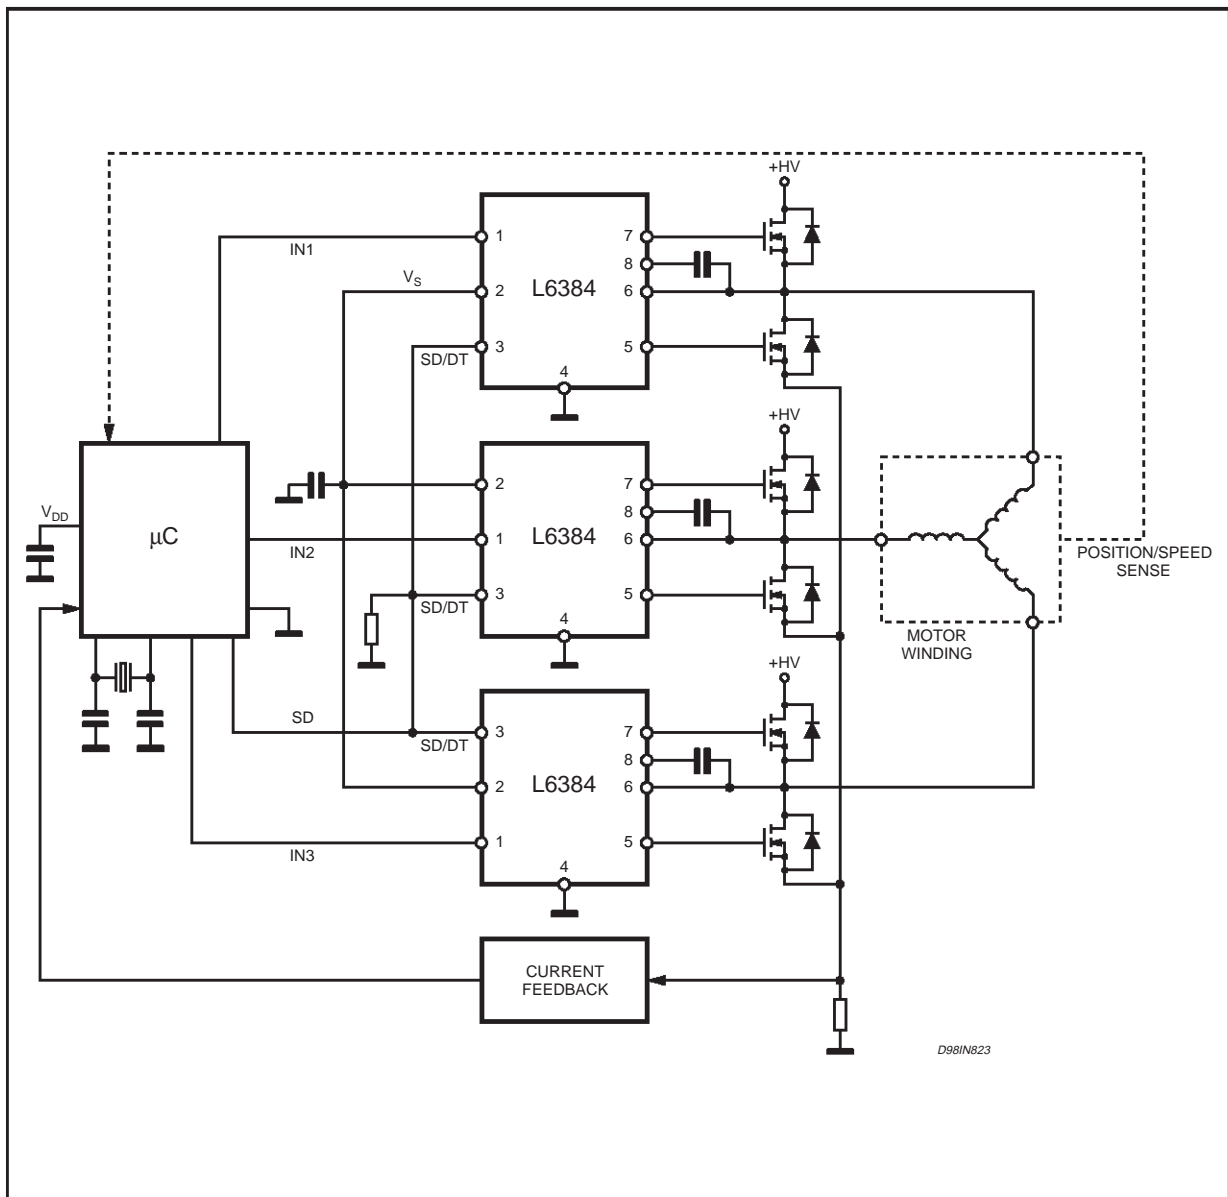 +HV
IN1
1
7
8
V_S
2
L6384
6
SD/DT
3
5
4
+HV
2
7
8
V_DD
μC
IN2
1
L6384
6
POSITION/SPEED
SENSE
SD/DT
3
5
4
MOTOR
WINDING
+HV
SD
SD/DT
3
7
8
2
L6384
6
IN3
1
5
4
CURRENT
FEEDBACK
D98IN823